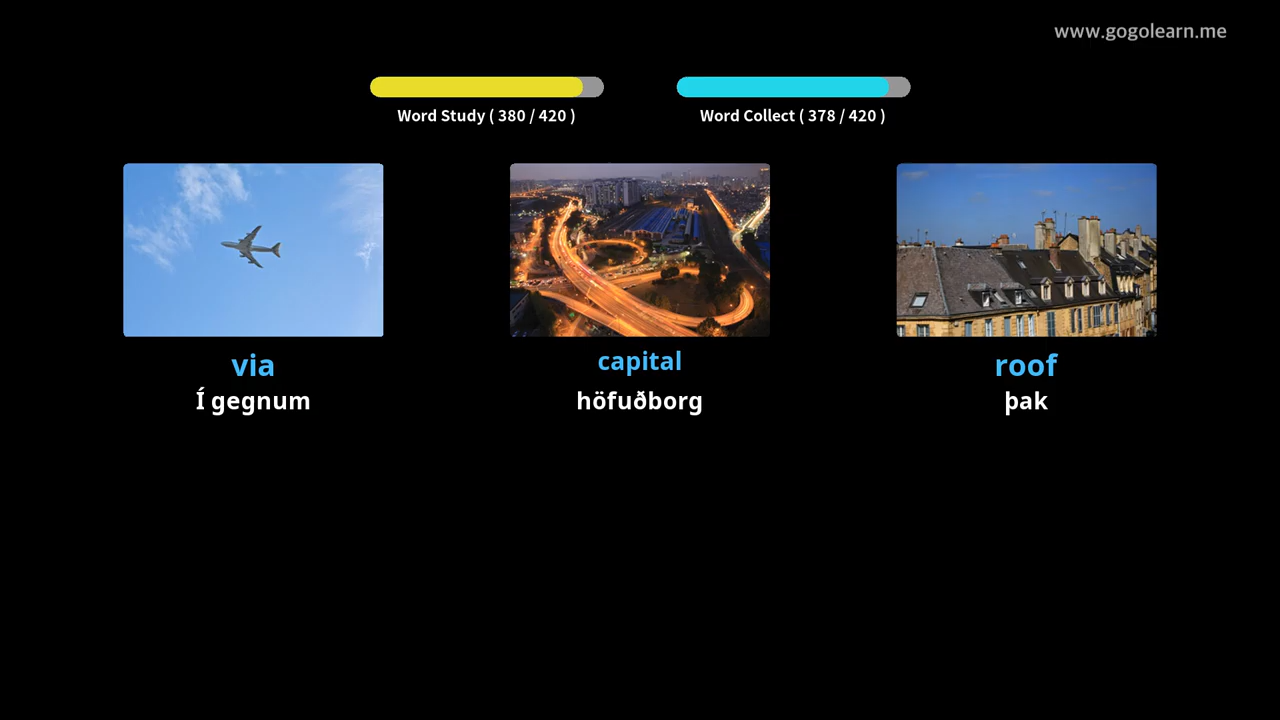 www.gogolearn.me
Word Study ( 380 / 420 )
Word Collect ( 378 / 420 )
via
Í gegnum
capital
höfuðborg
roof
þak